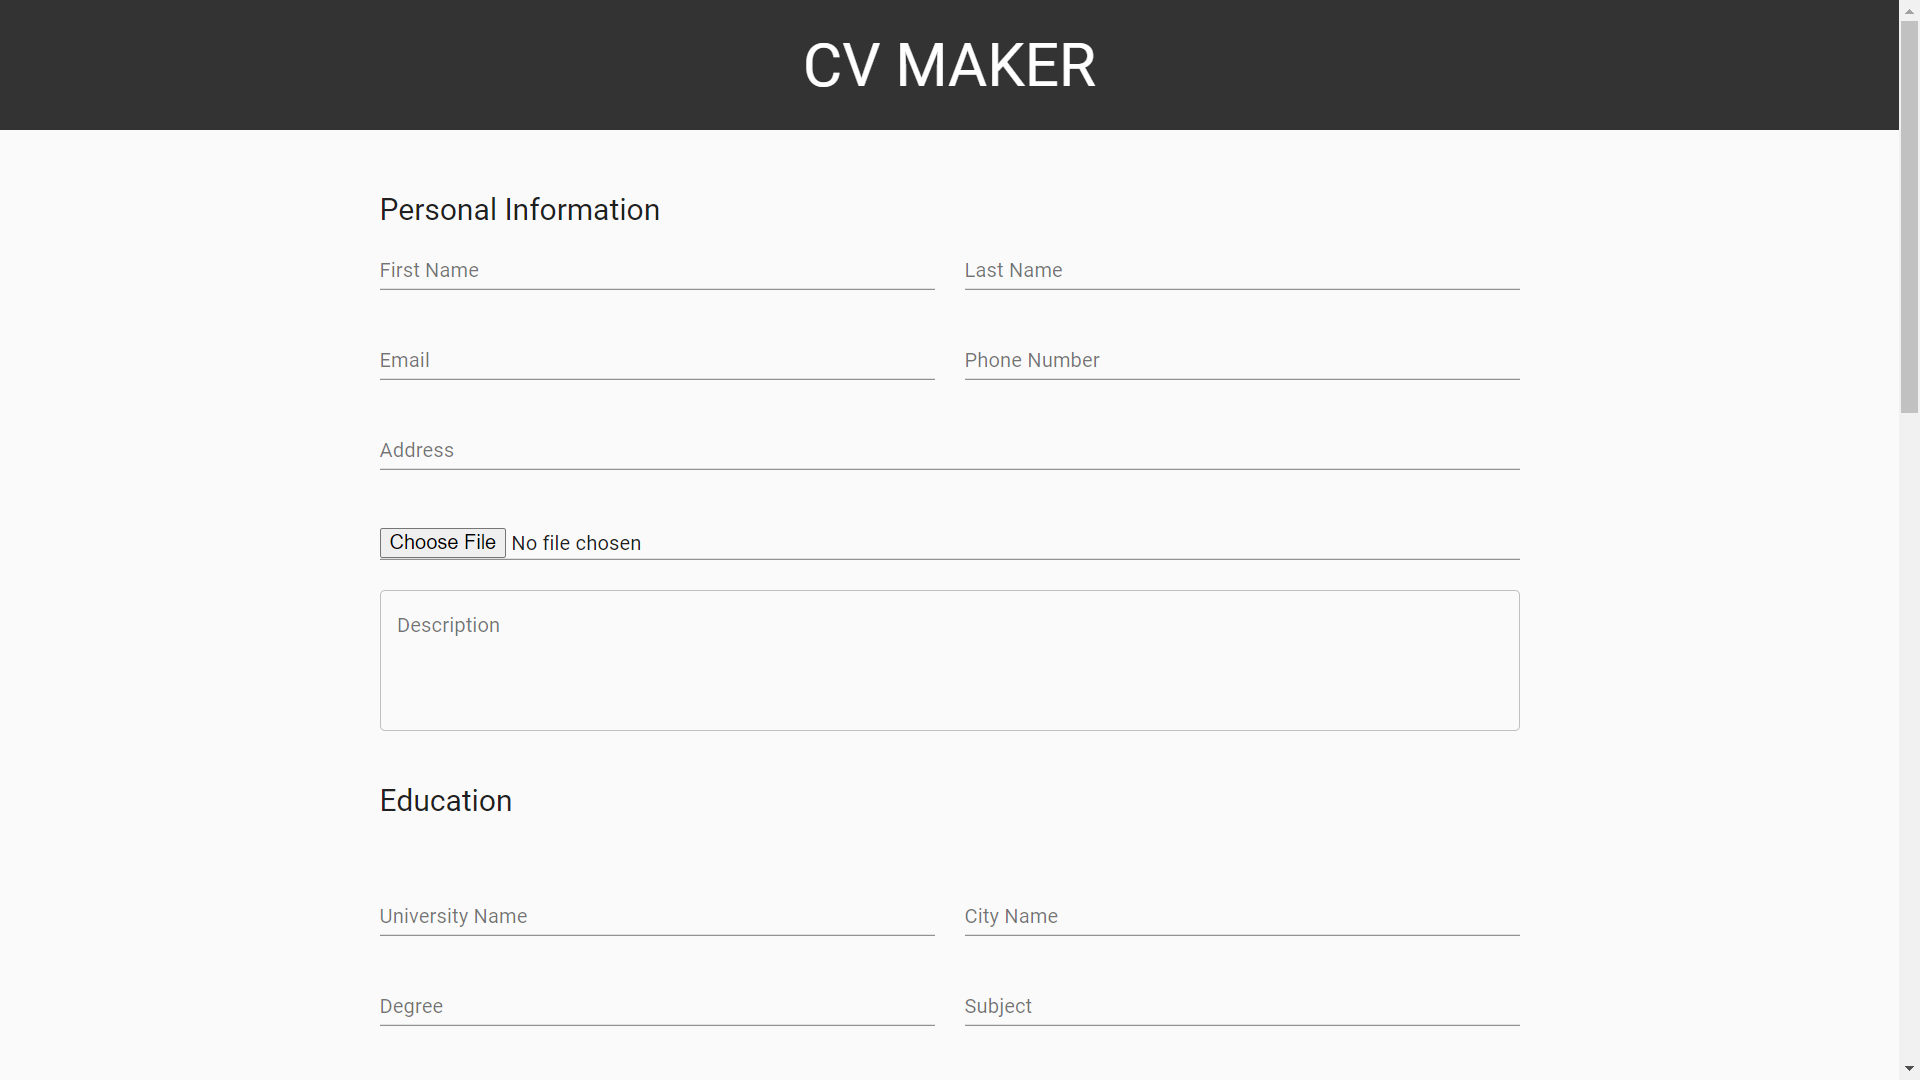 CV MAKER
Personal Information
First Name Last Name
Email Phone Number
Address
Choose File No file chosen
Description
Education
University Name City Name
Degree Subject